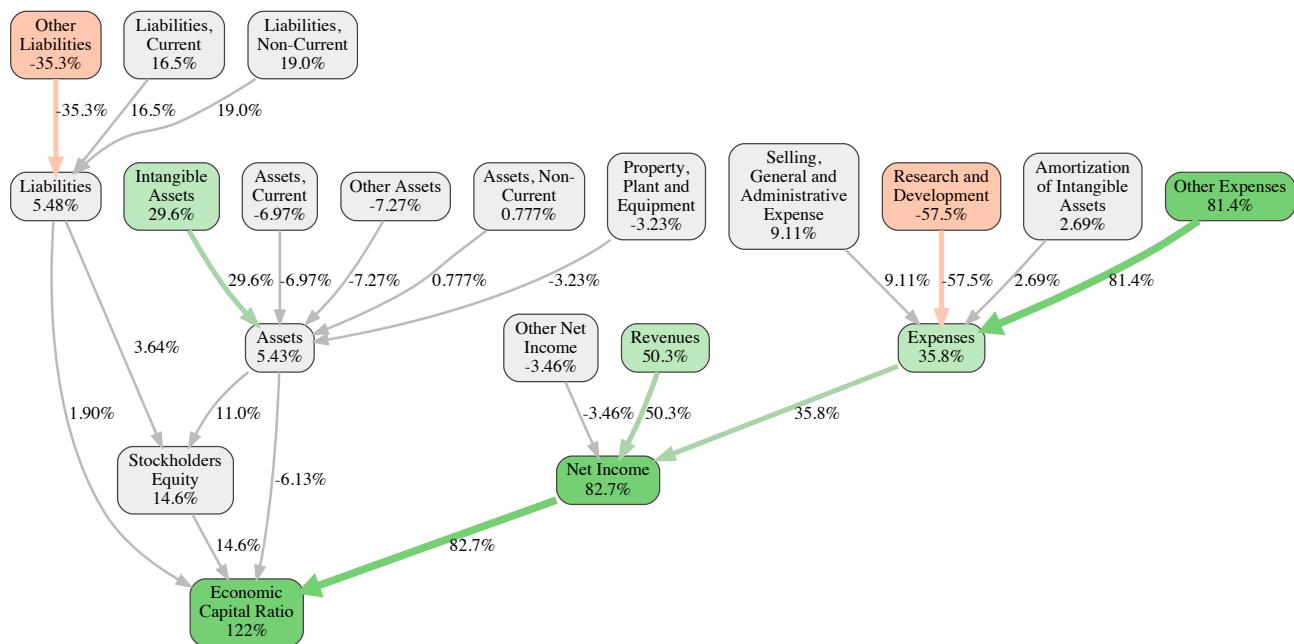 Other
Liabilities
-35.3%
Liabilities,
Current
16.5%
Liabilities,
Non-Current
19.0%
-35.3%
16.5%
19.0%
Liabilities
5.48%
Intangible
Assets
29.6%
Assets,
Current
-6.97%
Other Assets
-7.27%
Assets, Non-
Current
0.777%
Property,
Plant and
Equipment
-3.23%
Selling,
General and
Administrative
Expense
9.11%
Research and
Development
-57.5%
Amortization
of Intangible
Assets
2.69%
Other Expenses
81.4%
29.6%
-6.97%
-7.27%
0.777%
-3.23%
9.11%
-57.5%
2.69%
81.4%
Assets
5.43%
Other Net
Income
-3.46%
Revenues
50.3%
Expenses
35.8%
3.64%
1.90%
11.0%
-6.13%
-3.46%
50.3%
35.8%
Stockholders
Equity
14.6%
Net Income
82.7%
14.6%
82.7%
Economic
Capital Ratio
122%